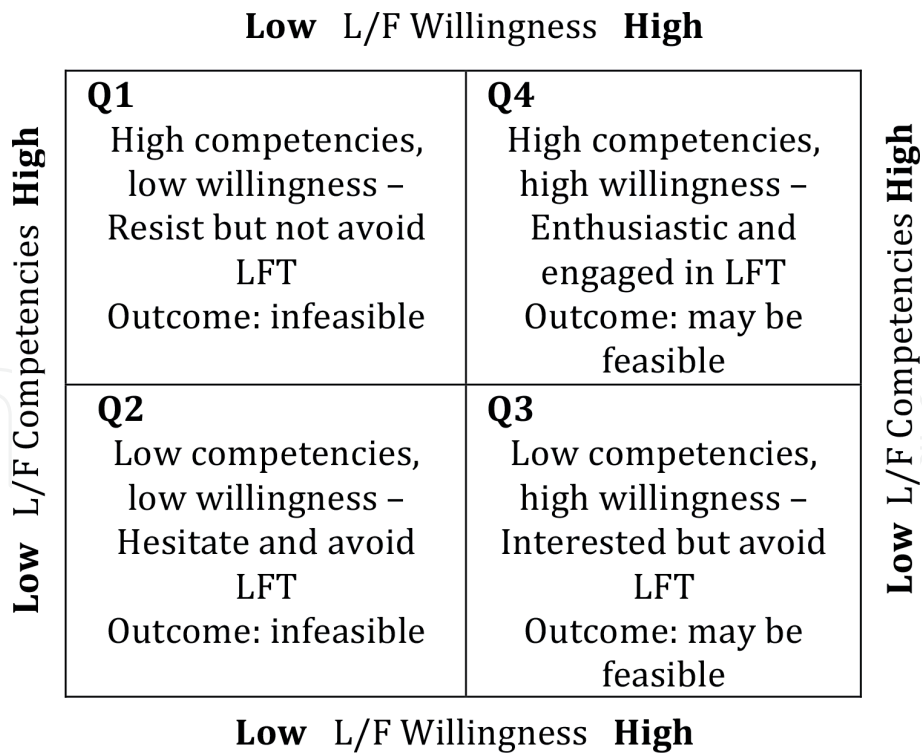 Low L/F Willingness High
Low L/F Competencies High
Q1
High competencies,
low willingness –
Resist but not avoid
LFT
Outcome: infeasible
Q4
High competencies,
high willingness –
Enthusiastic and
engaged in LFT
Outcome: may be
feasible
Q2
Low competencies,
low willingness –
Hesitate and avoid
LFT
Outcome: infeasible
Q3
Low competencies,
high willingness –
Interested but avoid
LFT
Outcome: may be
feasible
Low L/F Competencies High
Low L/F Willingness High